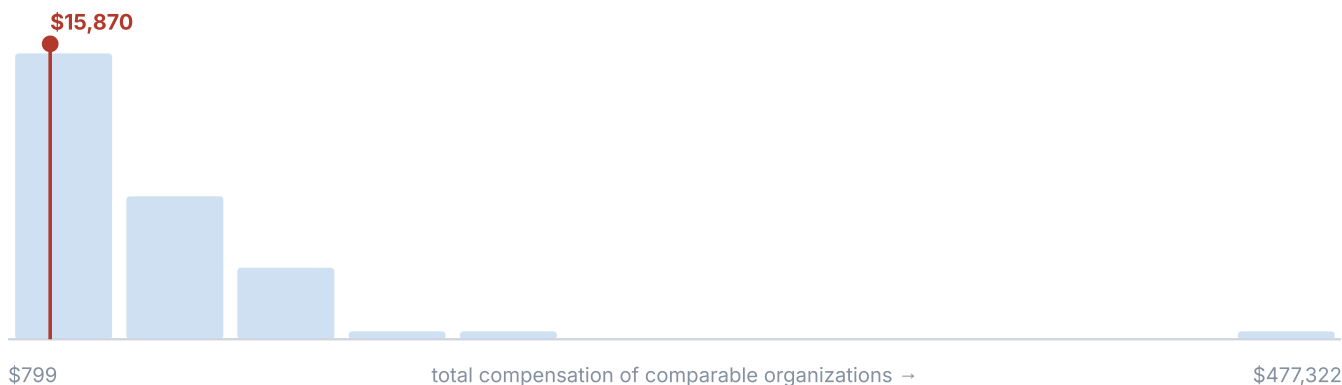 $15,870
$799 total compensation of comparable organizations → $477,322